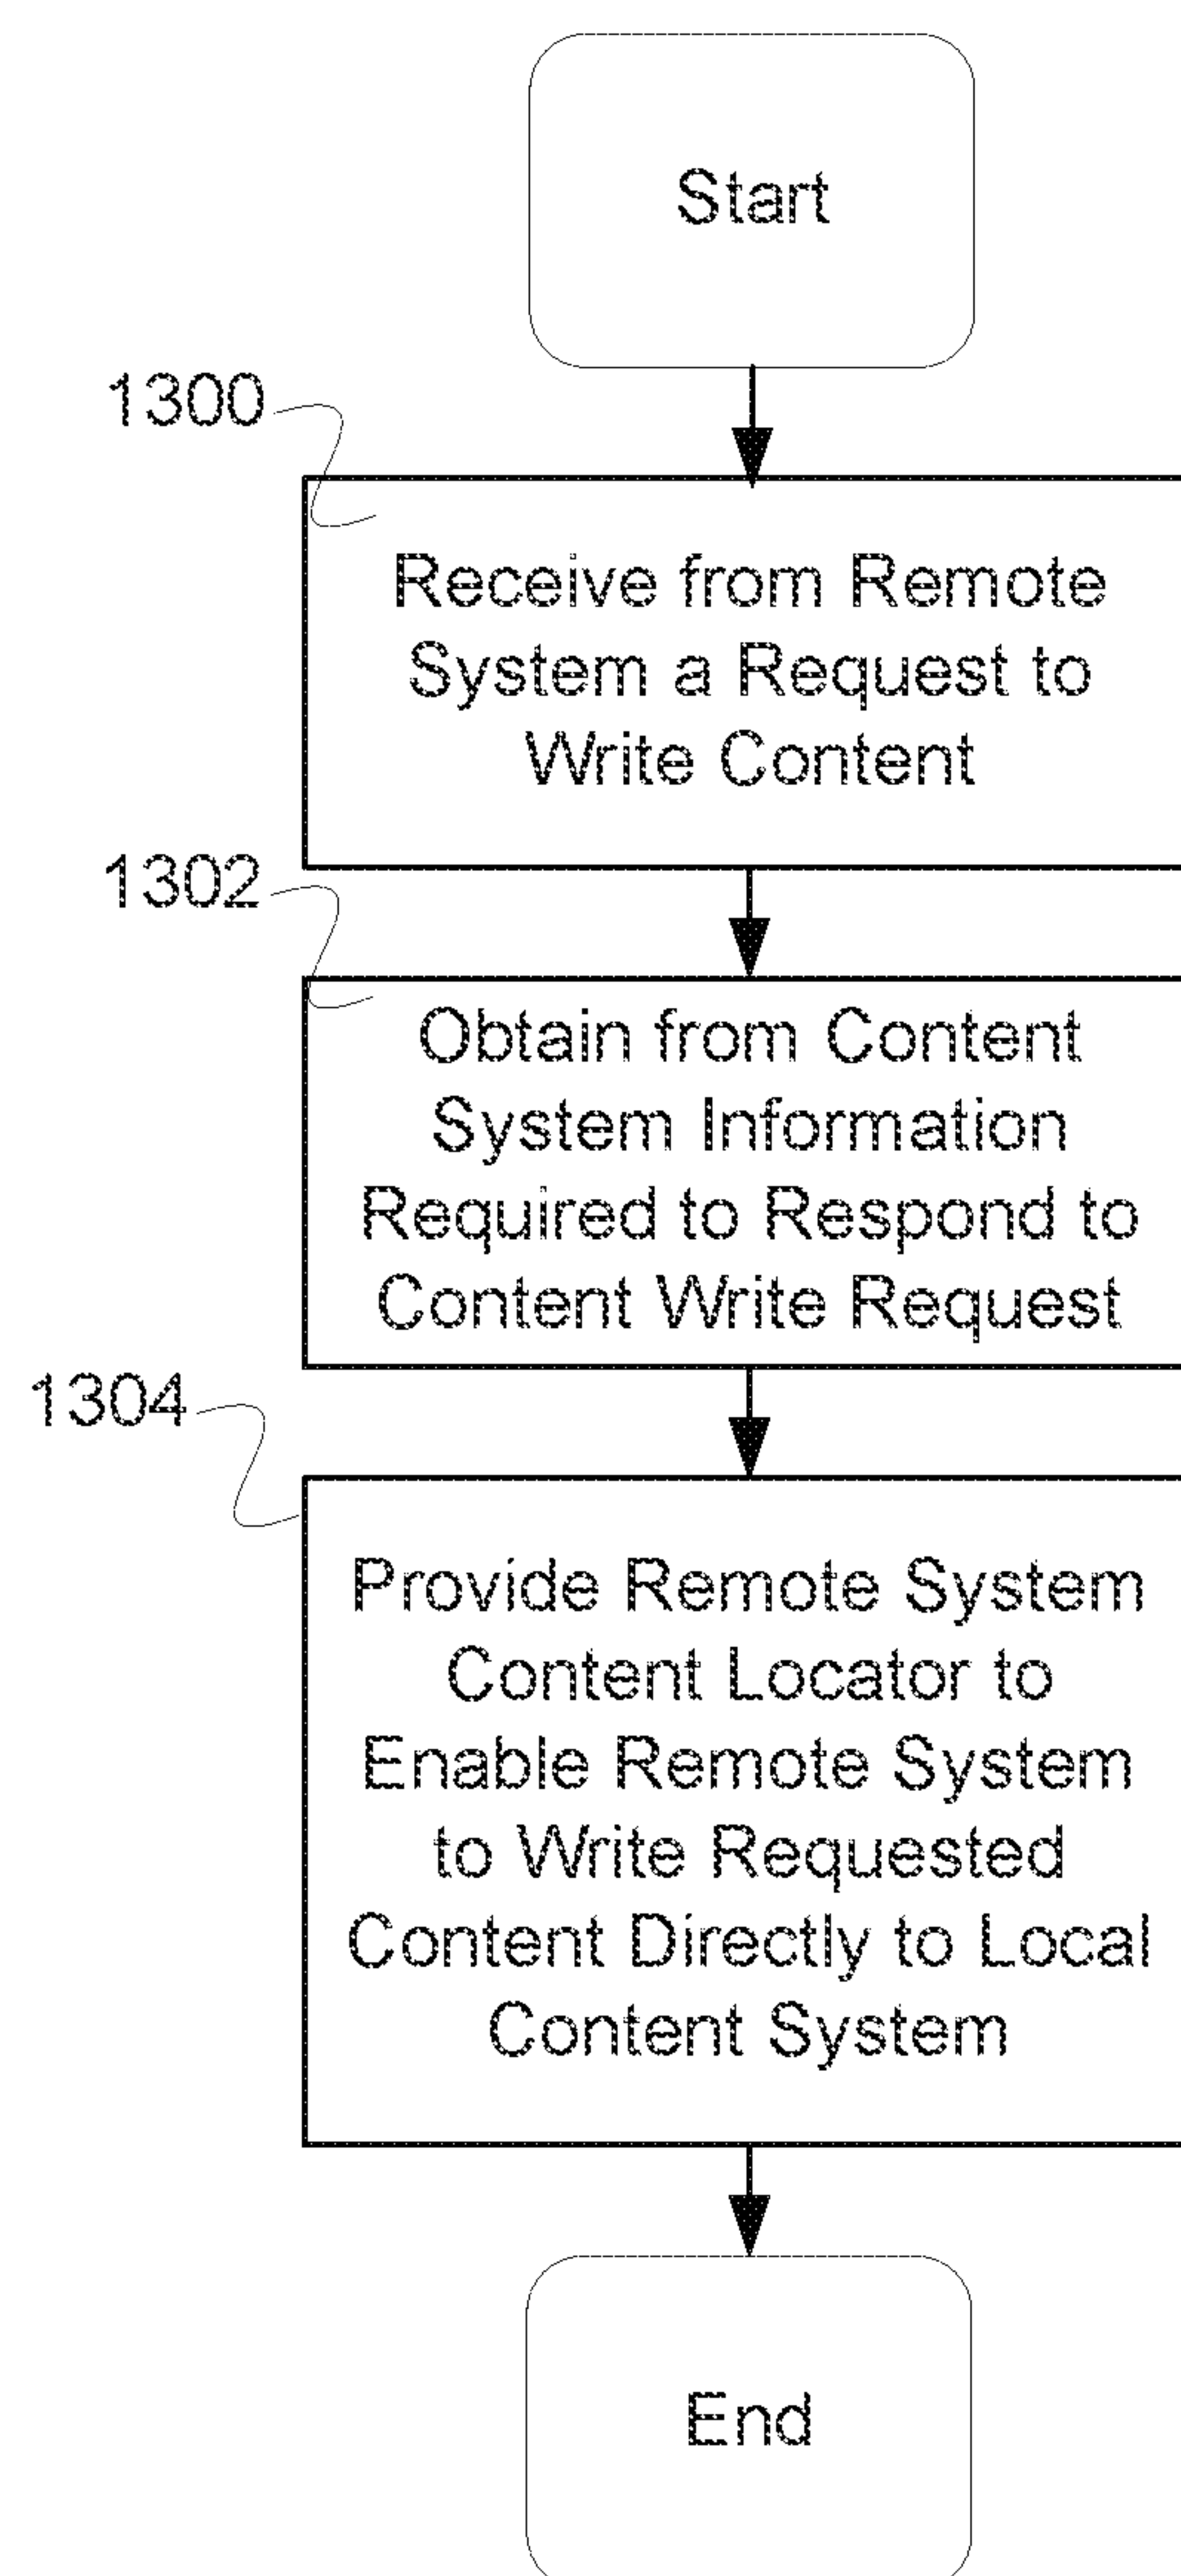 Start
1300
Receive from Remote
System a Request to
Write Content
1302
Obtain from Content
System Information
Required to Respond to
Content Write Request
1304
Provide Remote System
Content Locator to
Enable Remote System
to Write Requested
Content Directly to Local
Content System
End